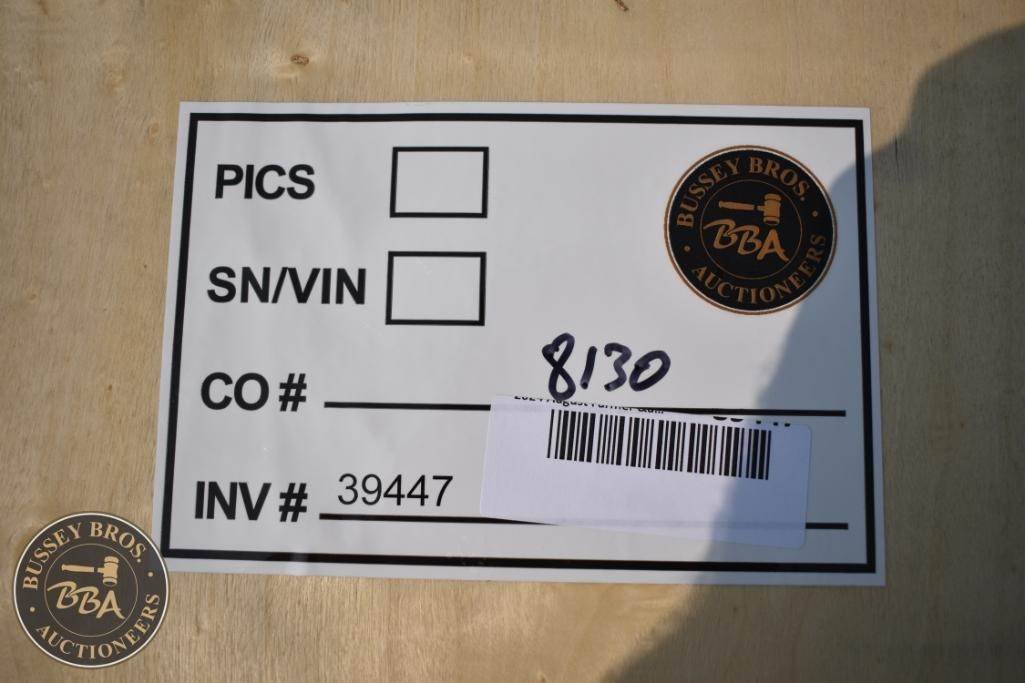 PICS
BUSSEY BROS.
BBA
AUCTIONEERS
SN/VIN
8130
CO #
INV # 39447
BUSSEY BROS.
BBA
AUCTIONEERS